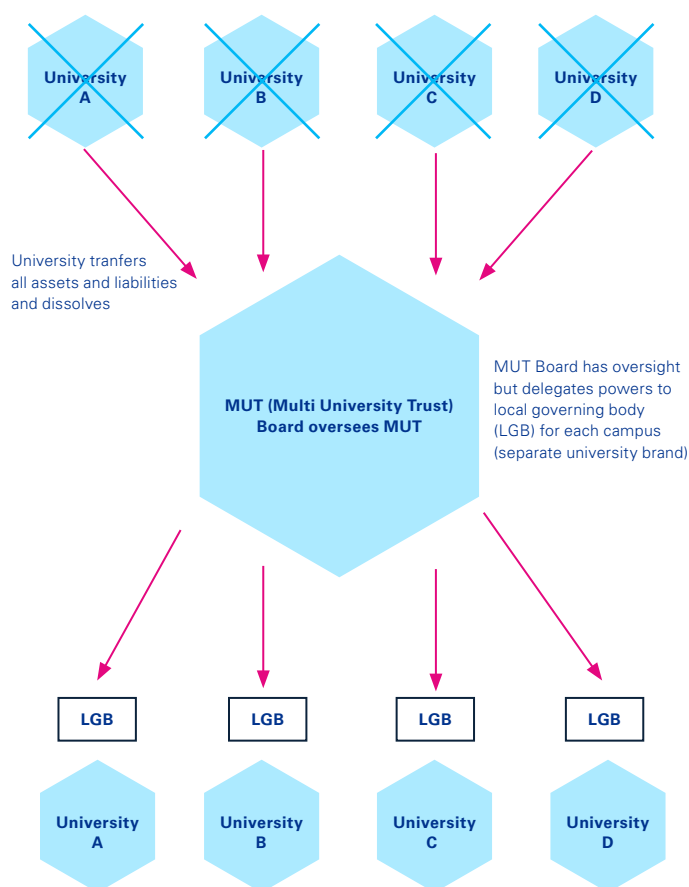 University
A
University
B
University
C
University
D
University tranfers
all assets and liabilities
and dissolves
MUT (Multi University Trust)
Board oversees MUT
MUT Board has oversight
but delegates powers to
local governing body
(LGB) for each campus
(separate university brand)
LGB
LGB
LGB
LGB
University
A
University
B
University
C
University
D